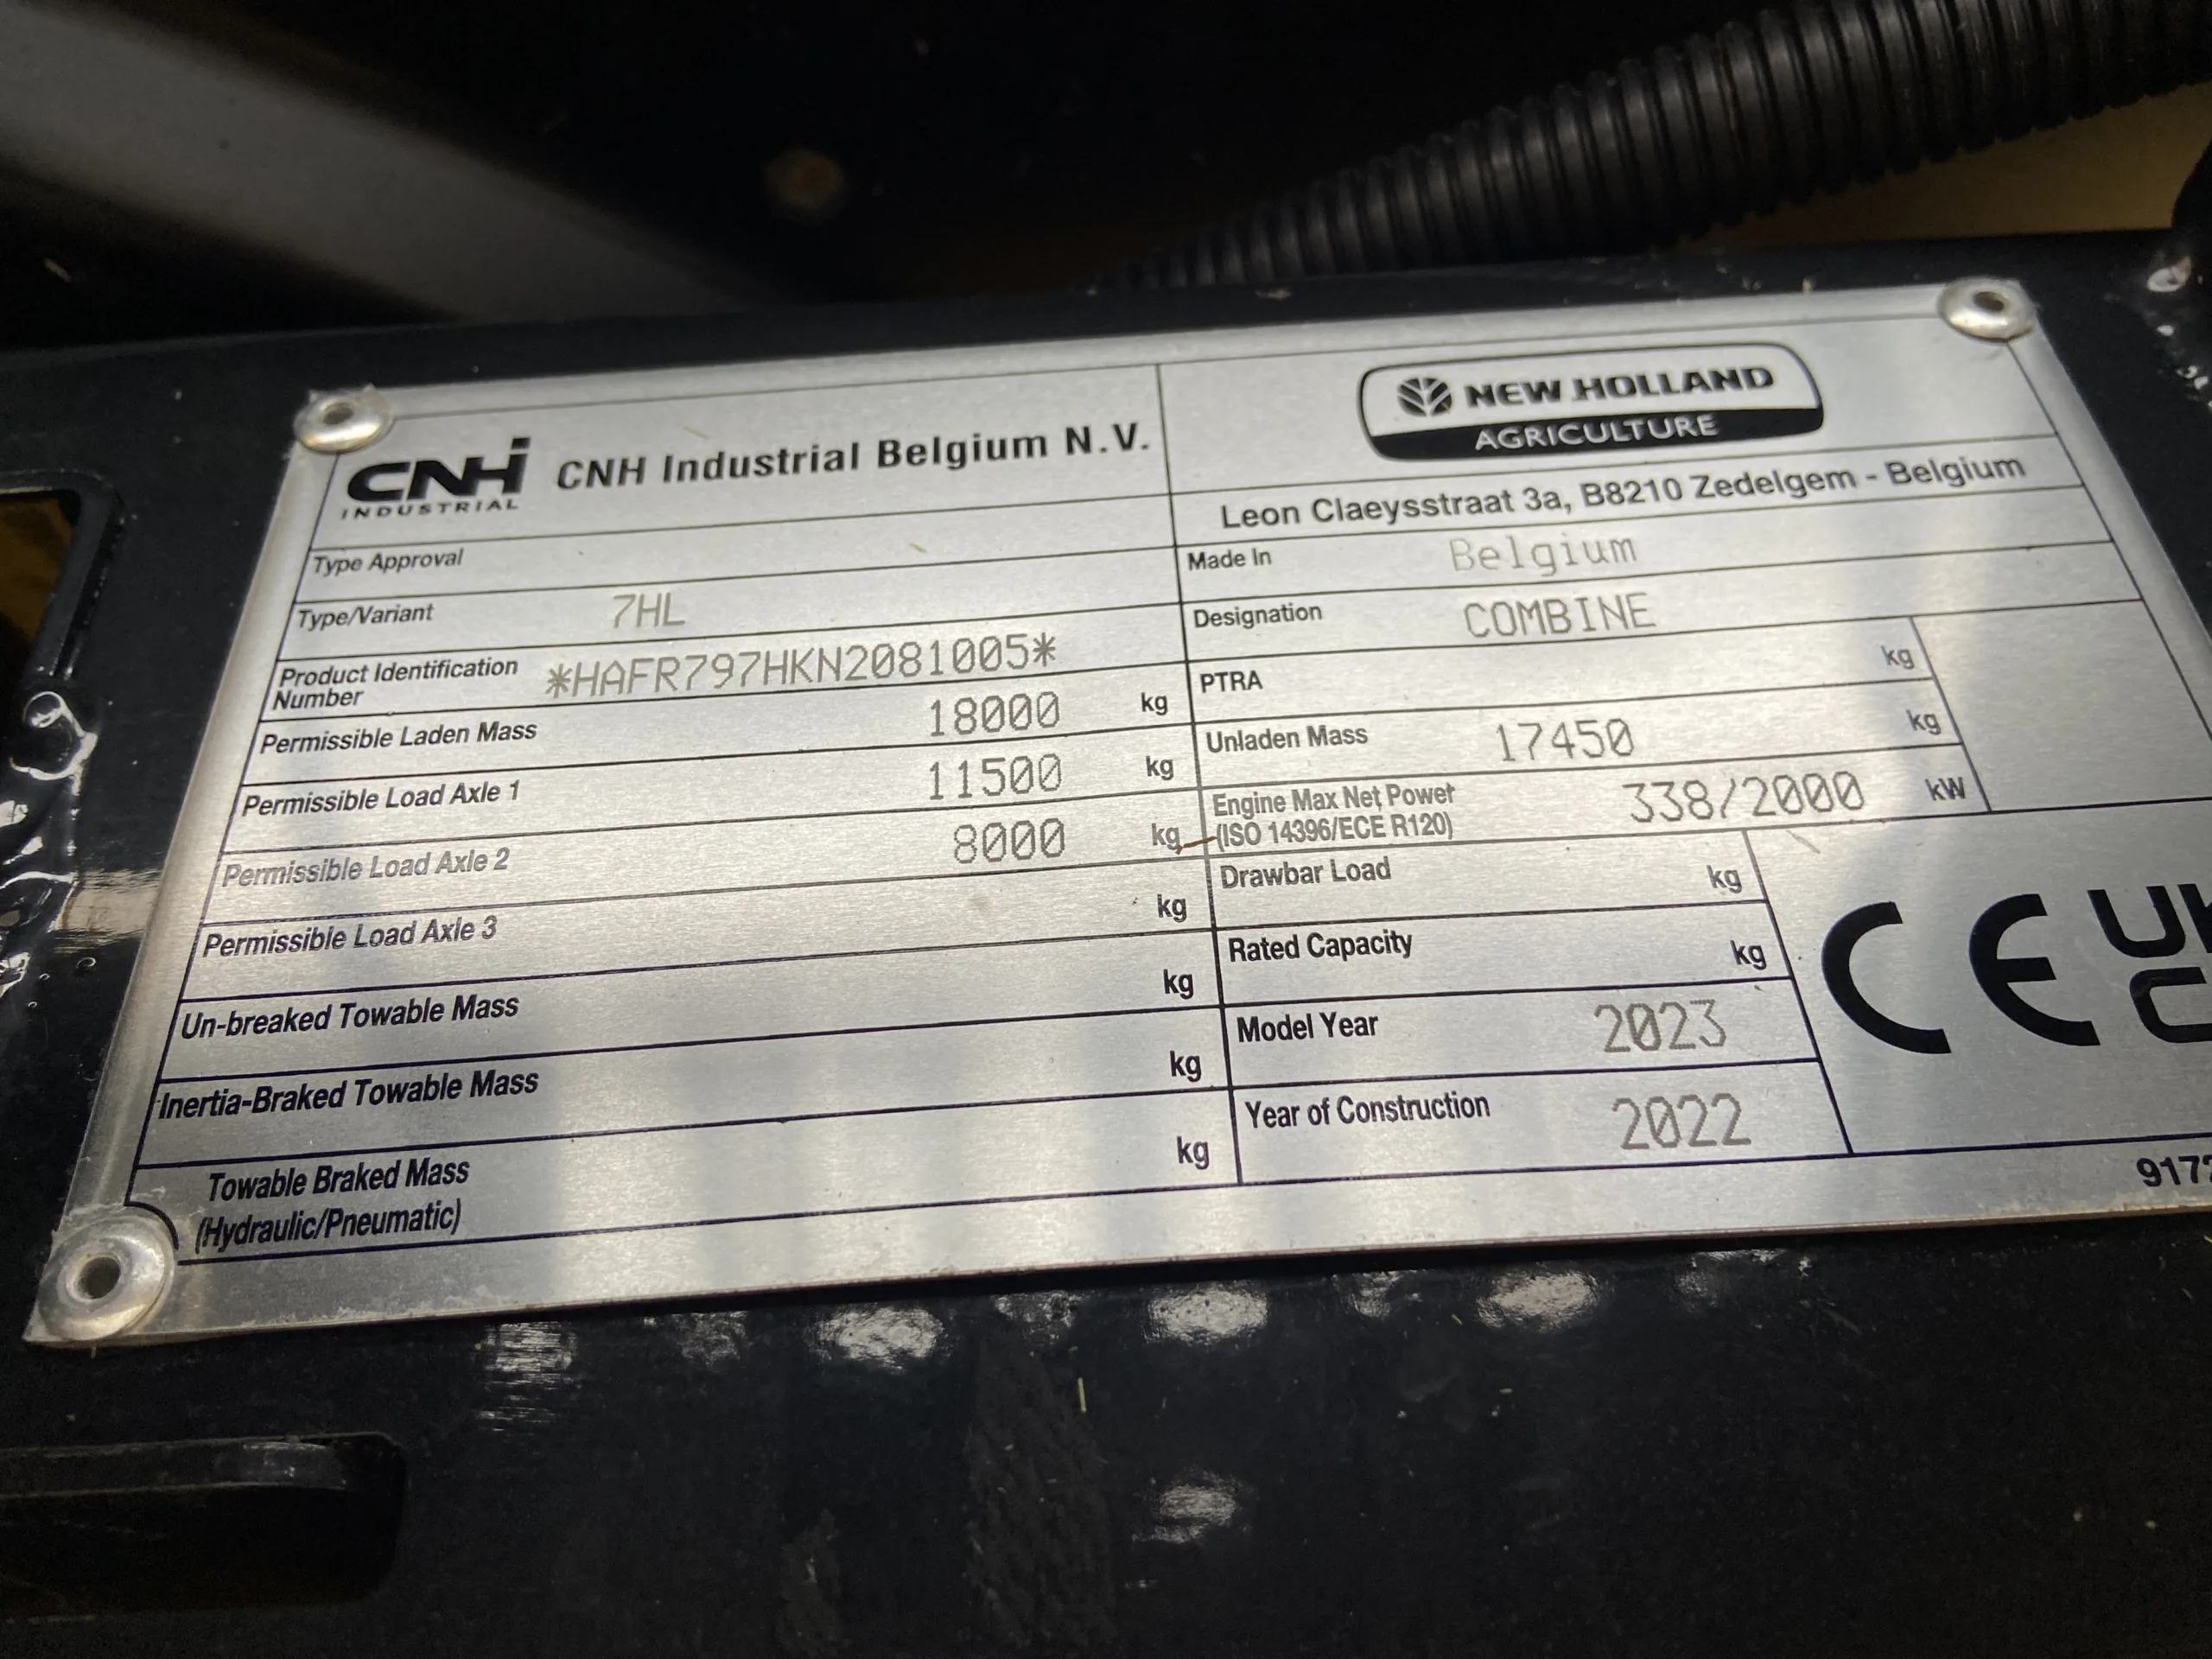 CNH INDUSTRIAL CNH Industrial Belgium N.V.
NEW HOLLAND
AGRICULTURE
Leon Claeysstraat 3a, B8210 Zedelgem - Belgium
Type Approval
Made In Belgium
Type/Variant 7HL
Designation COMBINE
Product Identification Number *HAFR797HKN2081005*
PTRA kg
Permissible Laden Mass 18000 kg
Unladen Mass 17450 kg
Permissible Load Axle 1 11500 kg
Engine Max Net Power (ISO 14396/ECE R120) 338/2000 kW
Permissible Load Axle 2 8000 kg
Drawbar Load kg
Permissible Load Axle 3 kg
Rated Capacity kg
Un-breaked Towable Mass kg
Model Year 2023
Inertia-Braked Towable Mass kg
Year of Construction 2022
Towable Braked Mass (Hydraulic/Pneumatic) kg
CE